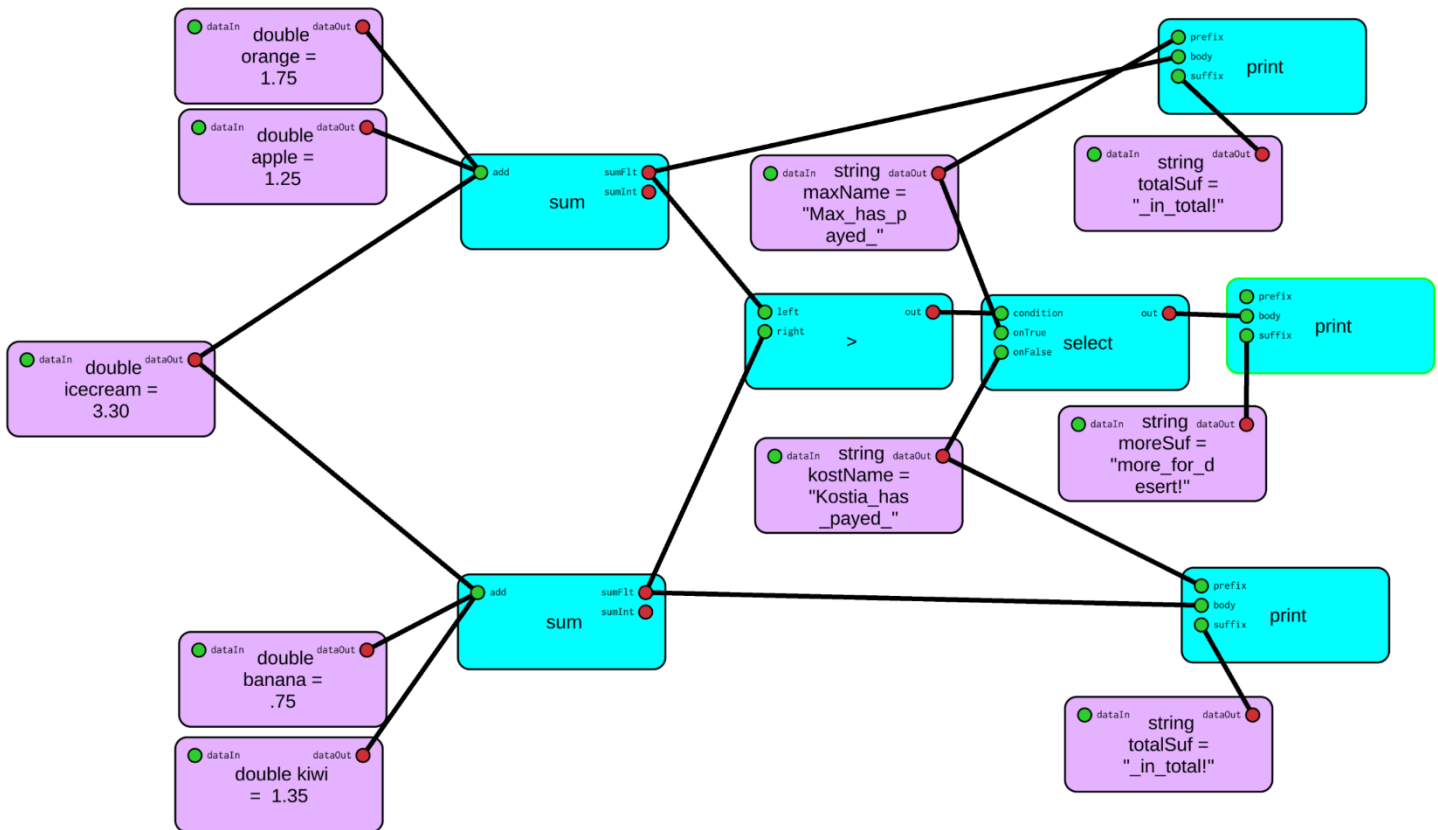 dataIn dataOut
double
orange =
1.75
dataIn dataOut
double
apple =
1.25
add sumFlt
sumInt
sum
prefix
body
suffix
print
dataIn dataOut
string
maxName =
"Max_has_p
ayed_"
dataIn dataOut
string
totalSuf =
"_in_total!"
dataIn dataOut
double
icecream =
3.30
left out
right
>
condition out
onTrue
onFalse
select
prefix
body
suffix
print
dataIn dataOut
string
kostName =
"Kostia_has
_payed_"
dataIn dataOut
string
moreSuf =
"more_for_d
esert!"
add sumFlt
sumInt
sum
prefix
body
suffix
print
dataIn dataOut
double
banana =
.75
dataIn dataOut
double kiwi
= 1.35
dataIn dataOut
string
totalSuf =
"_in_total!"